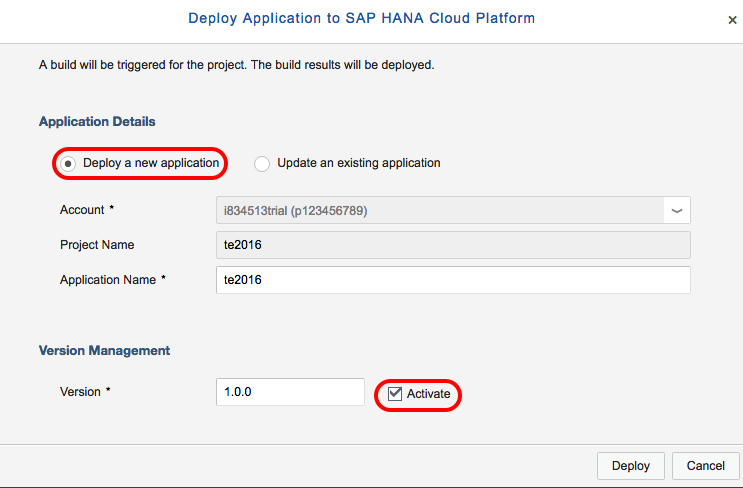 Deploy Application to SAP HANA Cloud Platform
A build will be triggered for the project. The build results will be deployed.
Application Details
Deploy a new application Update an existing application
Account * i834513trial (p123456789)
Project Name te2016
Application Name * te2016
Version Management
Version * 1.0.0 Activate
Deploy Cancel